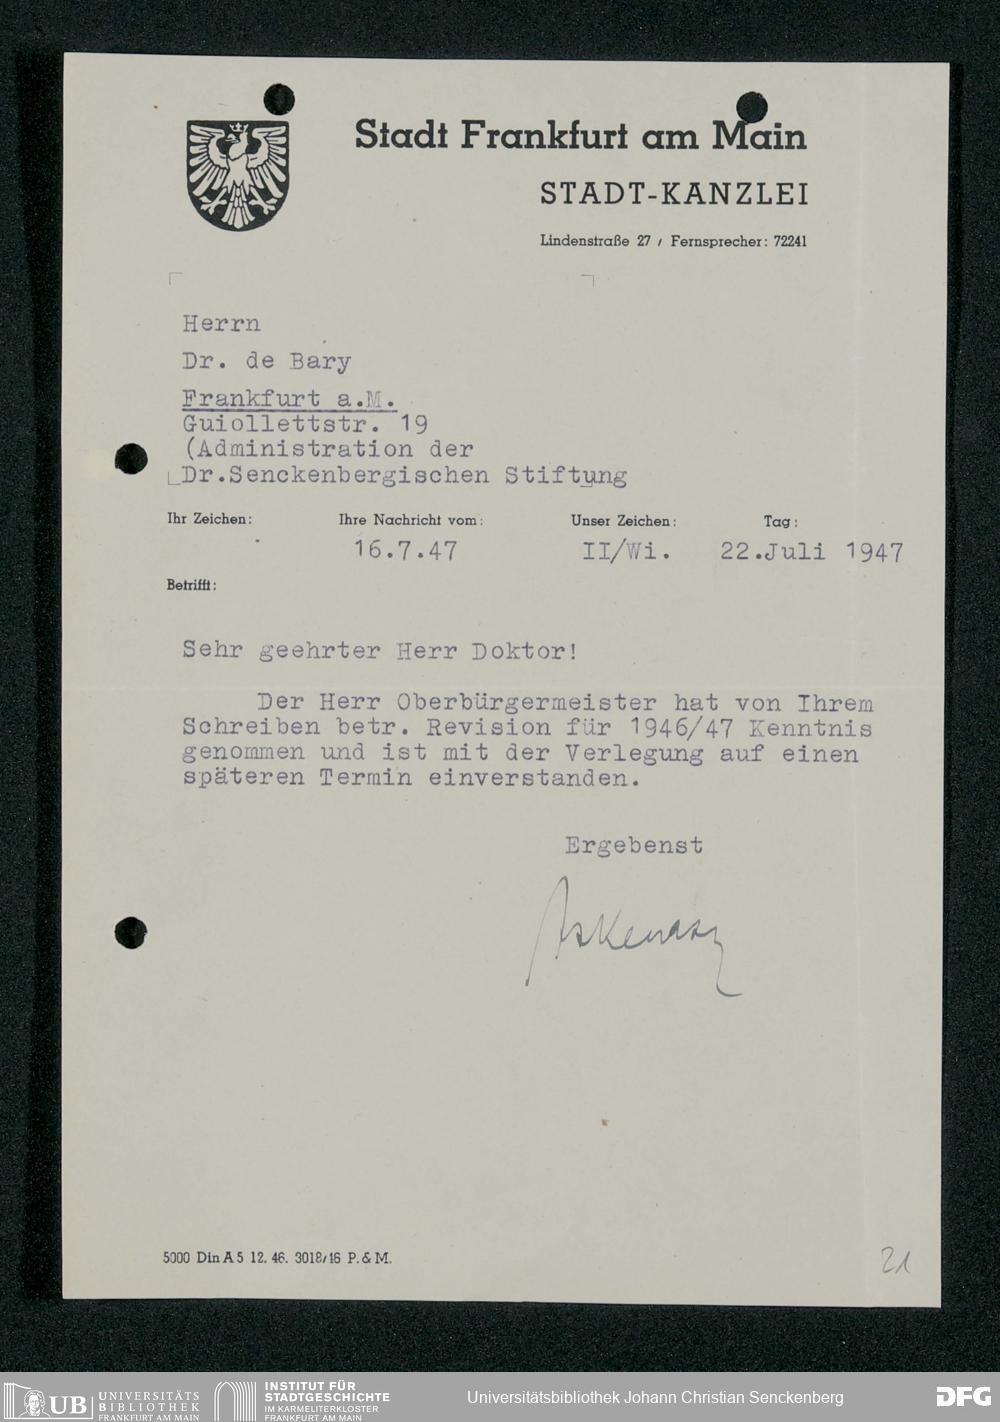 Stadt Frankfurt am Main
STADT-KANZLEI
Lindenstraße 27 / Fernsprecher: 72241
Herrn
Dr. de Bary
Frankfurt a.M.
Guiollettstr. 19
(Administration der
Dr.Senckenbergischen Stiftung
Ihr Zeichen: Ihre Nachricht vom: Unser Zeichen: Tag:
16.7.47 II/Wi. 22.Juli 1947
Betrifft:
Sehr geehrter Herr Doktor!
Der Herr Oberbürgermeister hat von Ihrem
Schreiben betr. Revision für 1946/47 Kenntnis
genommen und ist mit der Verlegung auf einen
späteren Termin einverstanden.
Ergebenst
Askenasy
5000 Din A 5 12. 46. 3018/16 P. & M.
21
UB UNIVERSITÄTS
BIBLIOTHEK
FRANKFURT AM MAIN
INSTITUT FÜR
STADTGESCHICHTE
IM KARMELITERKLOSTER
FRANKFURT AM MAIN
Universitätsbibliothek Johann Christian Senckenberg
DFG